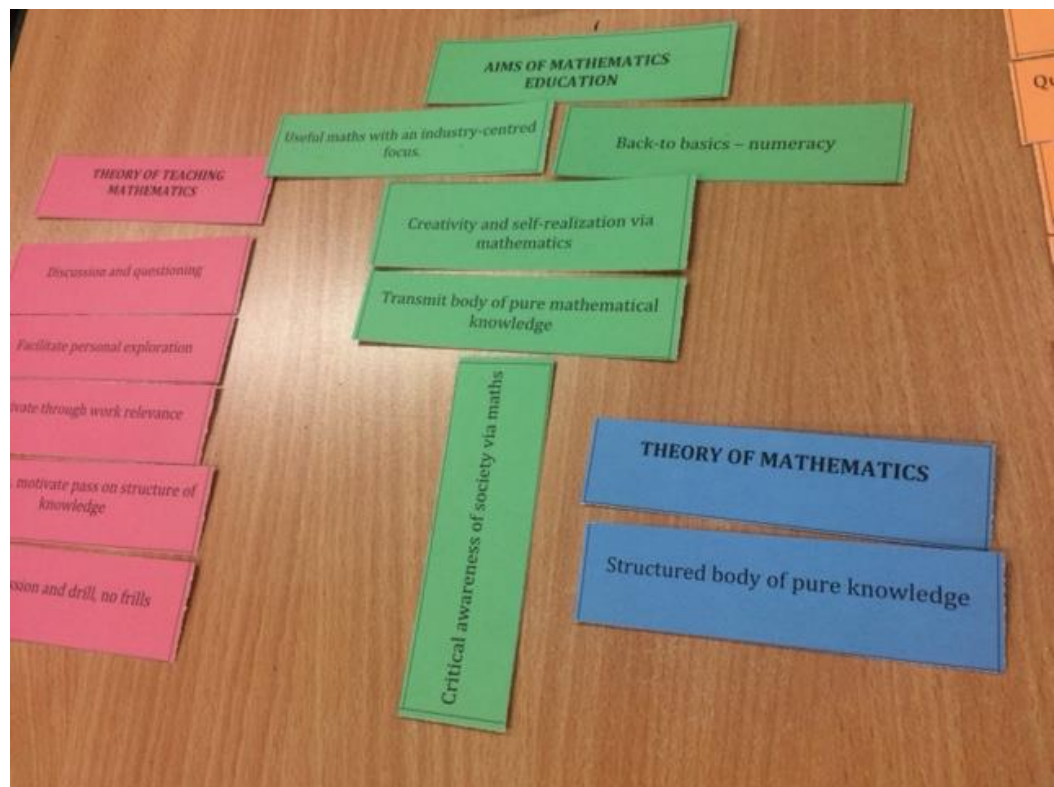 AIMS OF MATHEMATICS
EDUCATION
Useful maths with an industry-centred
focus.
Back-to basics – numeracy
Creativity and self-realization via
mathematics
Transmit body of pure mathematical
knowledge
Critical awareness of society via maths
THEORY OF TEACHING
MATHEMATICS
Discussion and questioning
Facilitate personal exploration
through work relevance
motivate pass on structure of
knowledge
and drill, no frills
THEORY OF MATHEMATICS
Structured body of pure knowledge